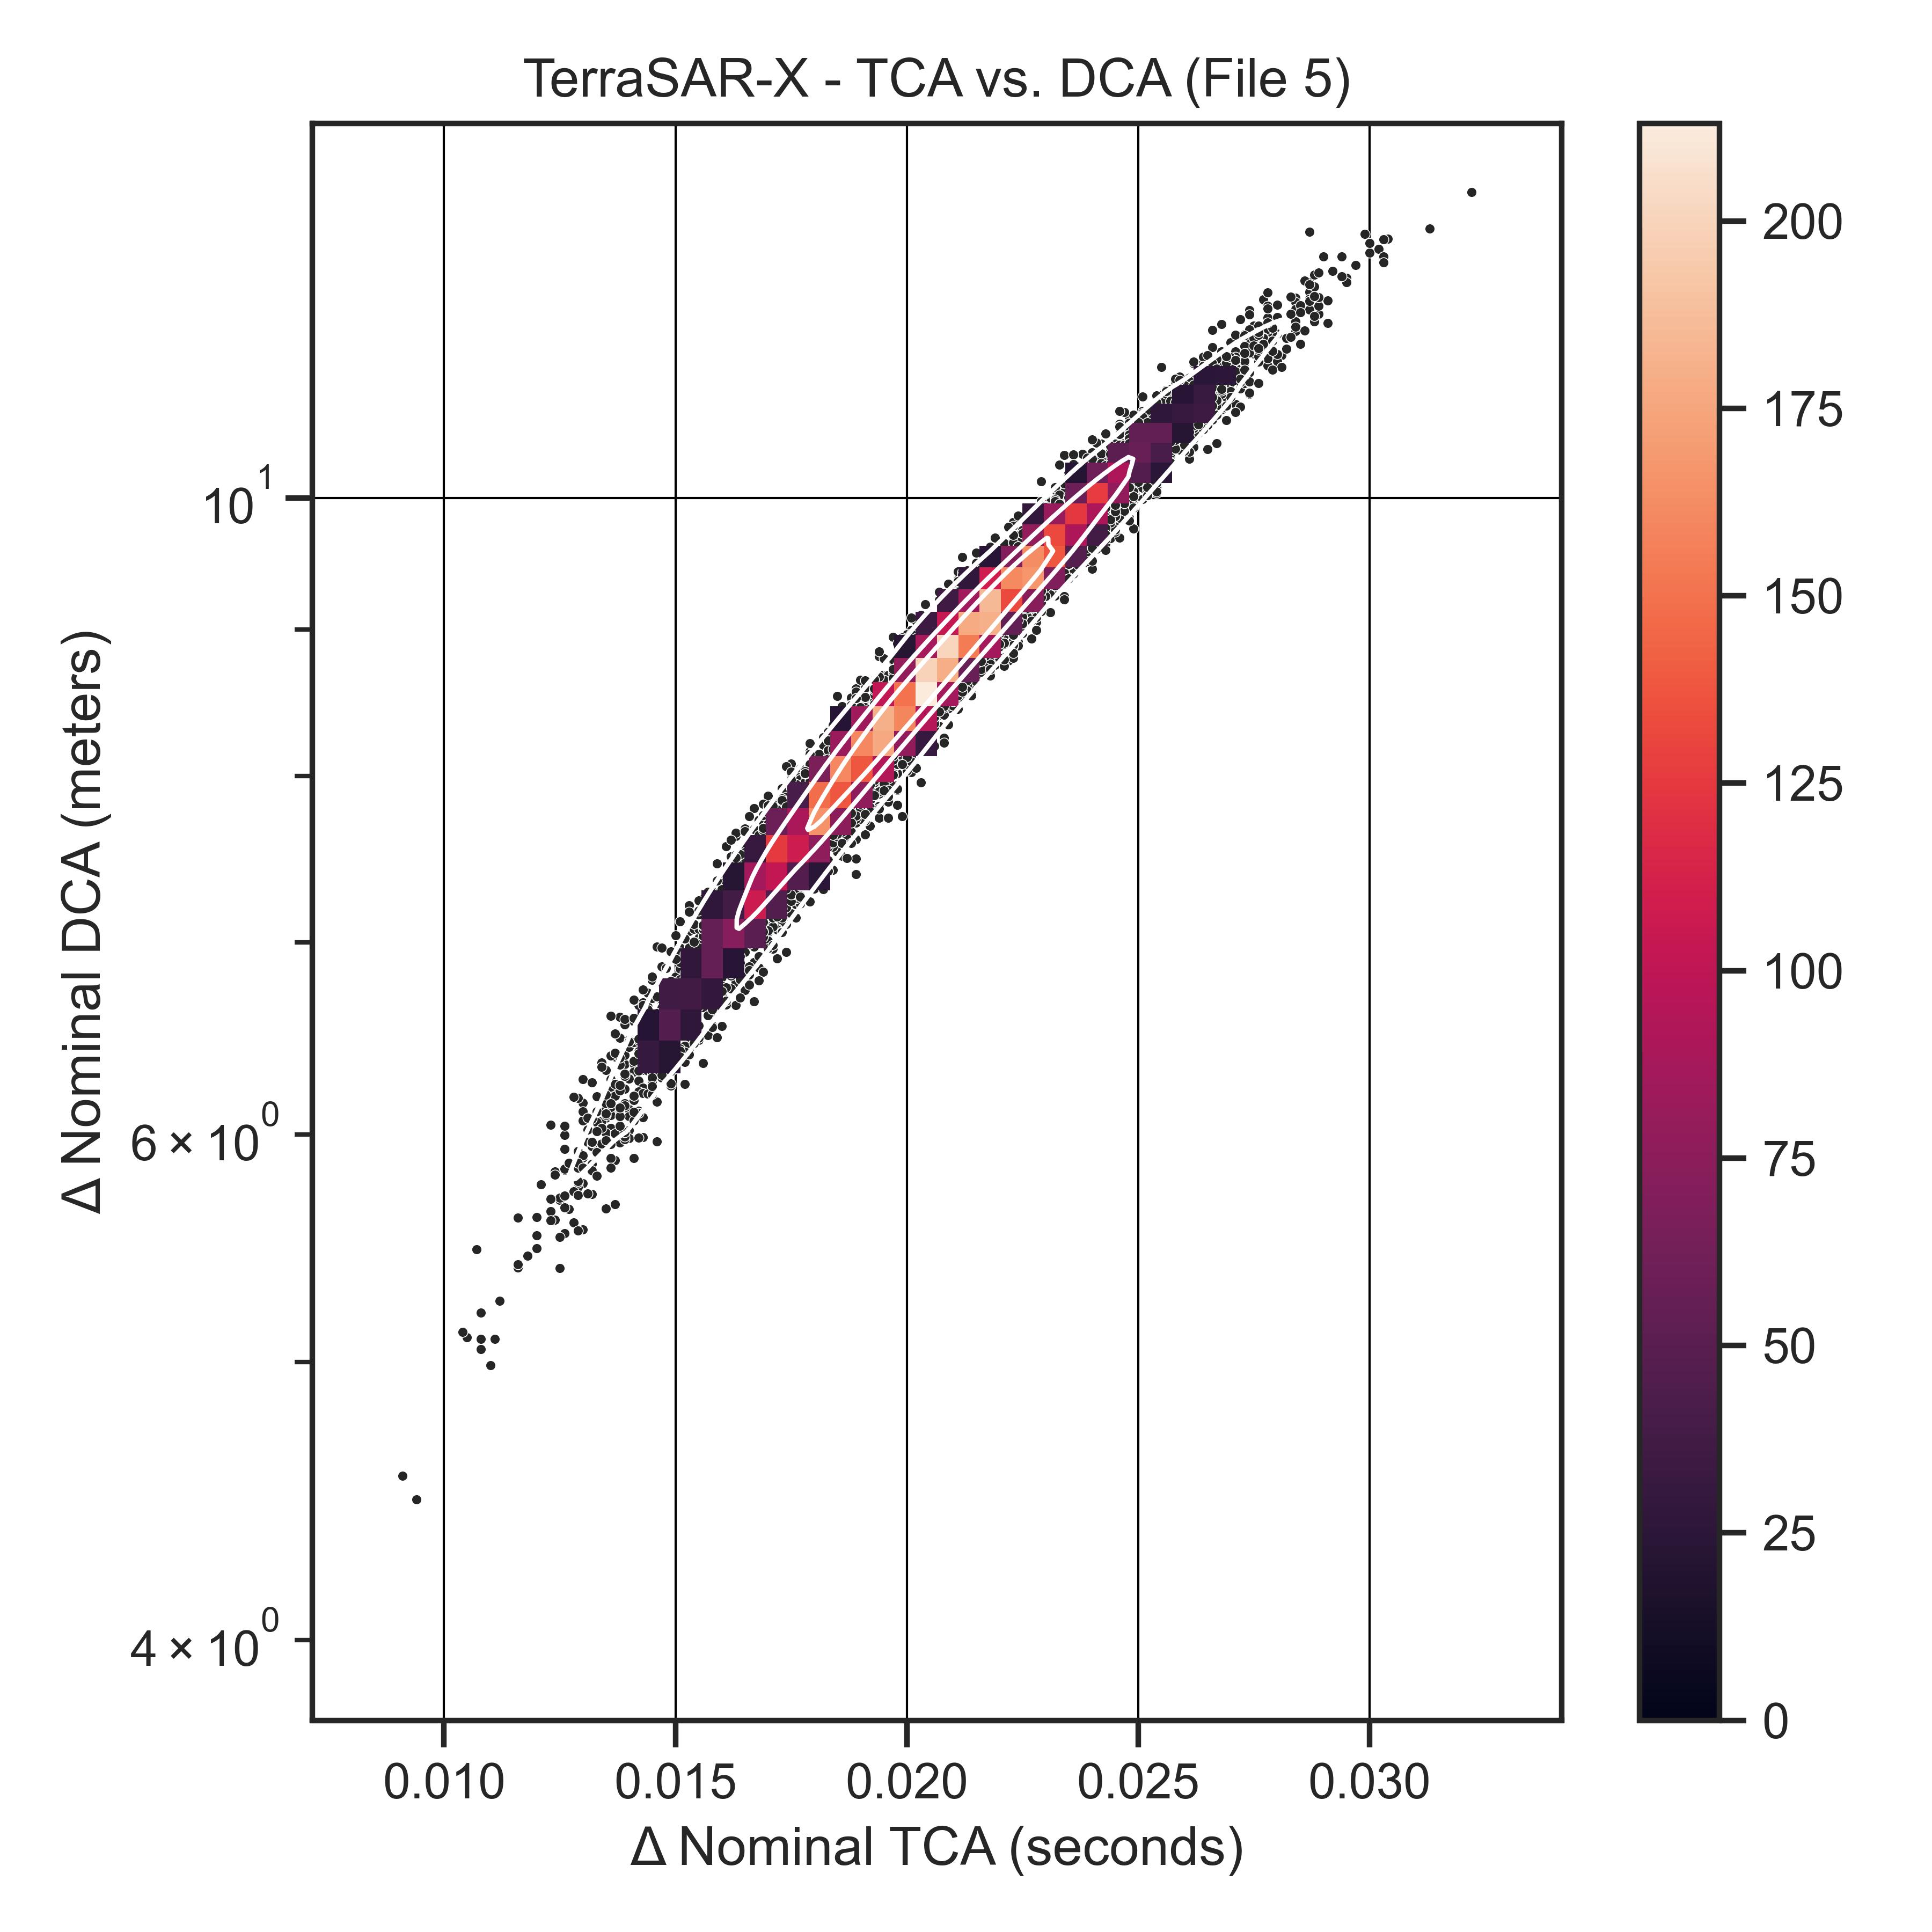 TerraSAR-X - TCA vs. DCA (File 5)
Δ Nominal DCA (meters)
10¹
6 × 10⁰
4 × 10⁰
0.010 0.015 0.020 0.025 0.030
Δ Nominal TCA (seconds)
200
175
150
125
100
75
50
25
0